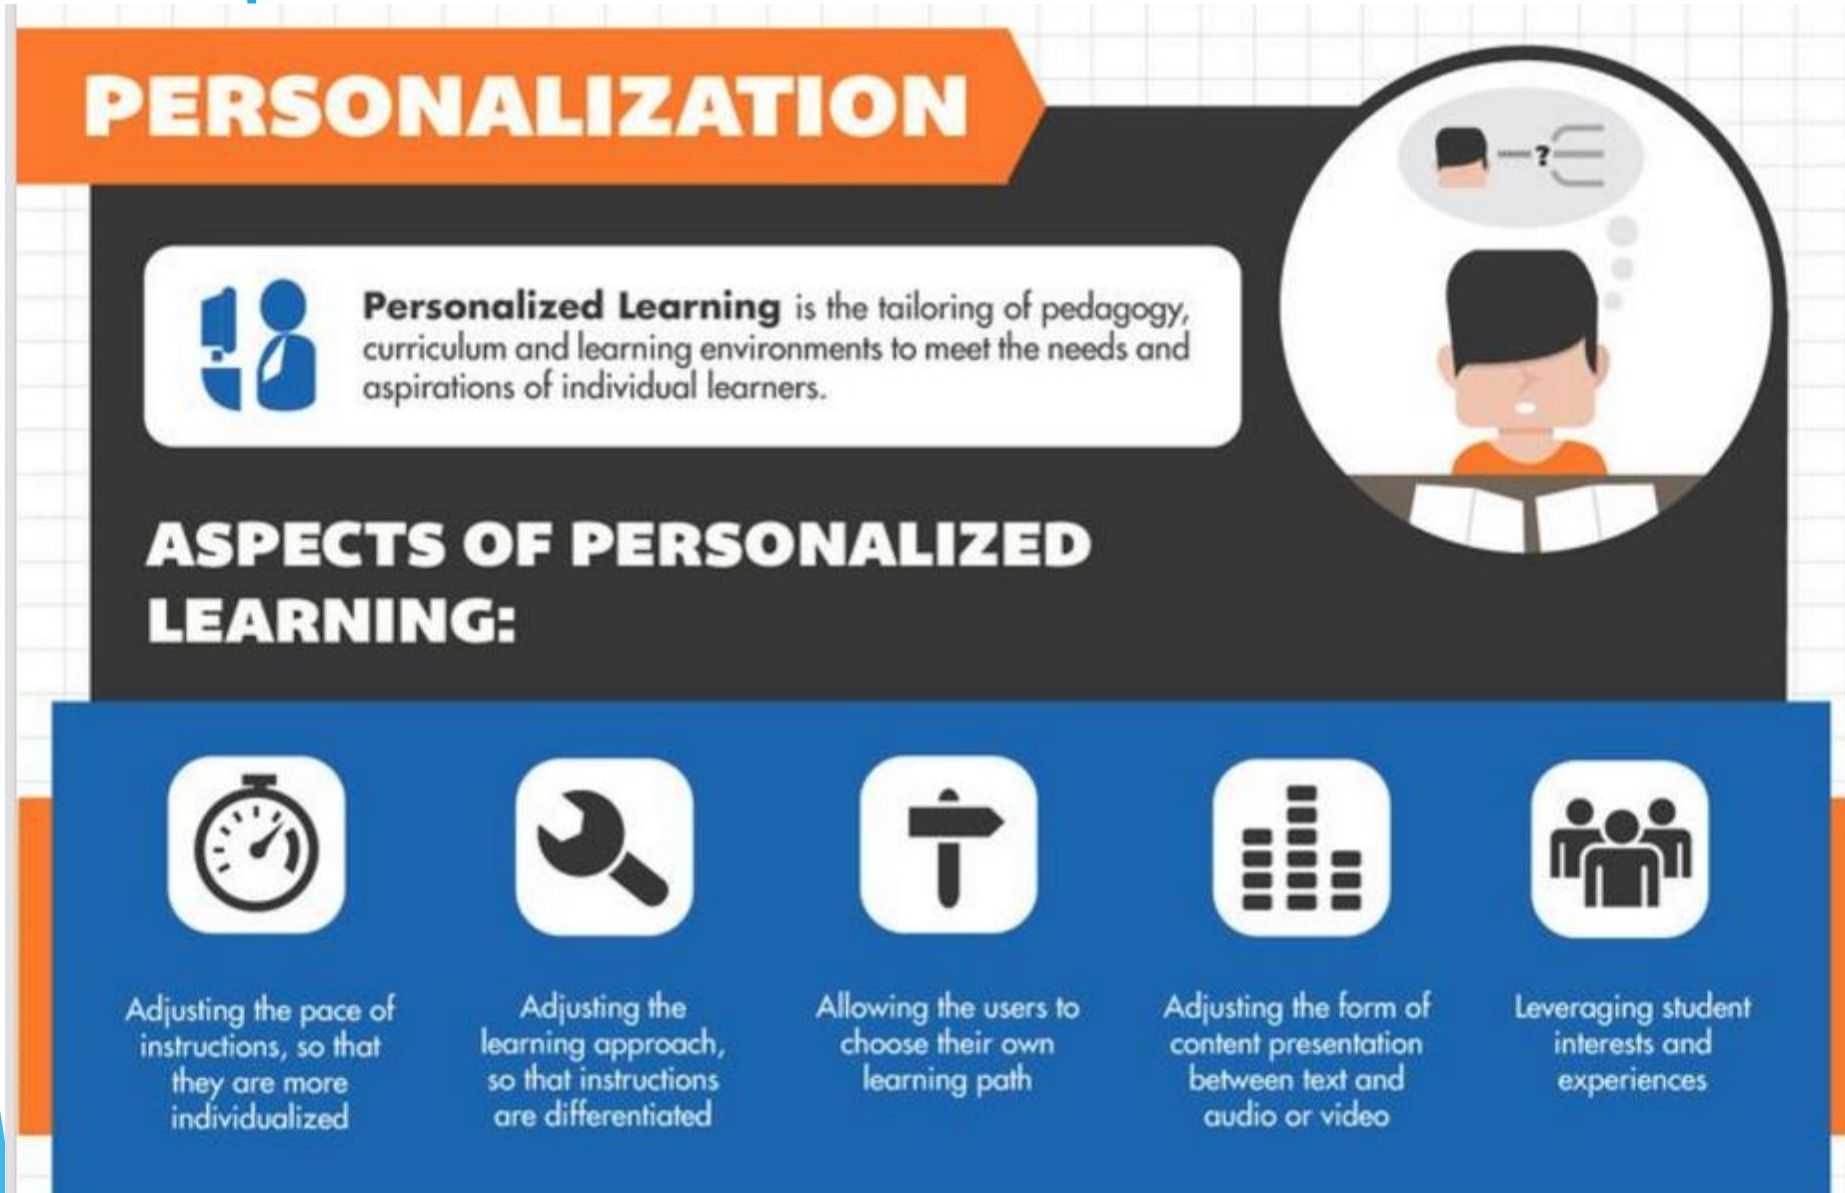 PERSONALIZATION
?
Personalized Learning is the tailoring of pedagogy,
curriculum and learning environments to meet the needs and
aspirations of individual learners.
ASPECTS OF PERSONALIZED
LEARNING:
Adjusting the pace of
instructions, so that
they are more
individualized
Adjusting the
learning approach,
so that instructions
are differentiated
Allowing the users to
choose their own
learning path
Adjusting the form of
content presentation
between text and
audio or video
Leveraging student
interests and
experiences